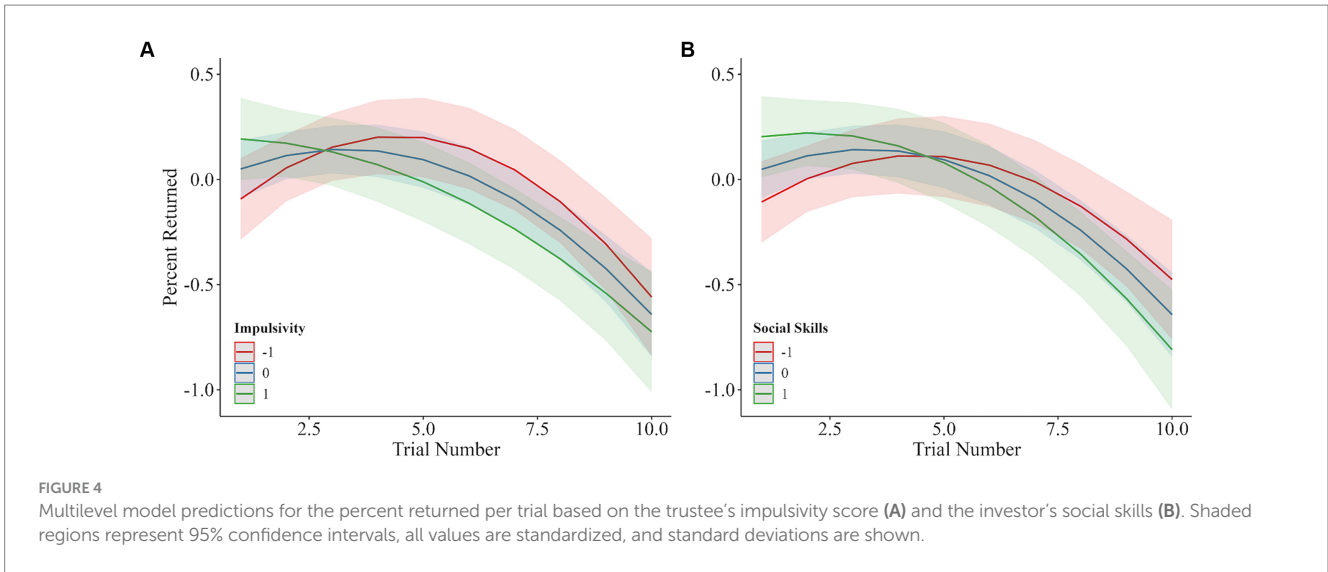 A
B
0.5
0.0
-0.5
-1.0
Percent Returned
Impulsivity
-1
0
1
2.5 5.0 7.5 10.0
Trial Number
0.5
0.0
-0.5
-1.0
Social Skills
-1
0
1
2.5 5.0 7.5 10.0
Trial Number
FIGURE 4
Multilevel model predictions for the percent returned per trial based on the trustee’s impulsivity score (A) and the investor’s social skills (B). Shaded
regions represent 95% confidence intervals, all values are standardized, and standard deviations are shown.